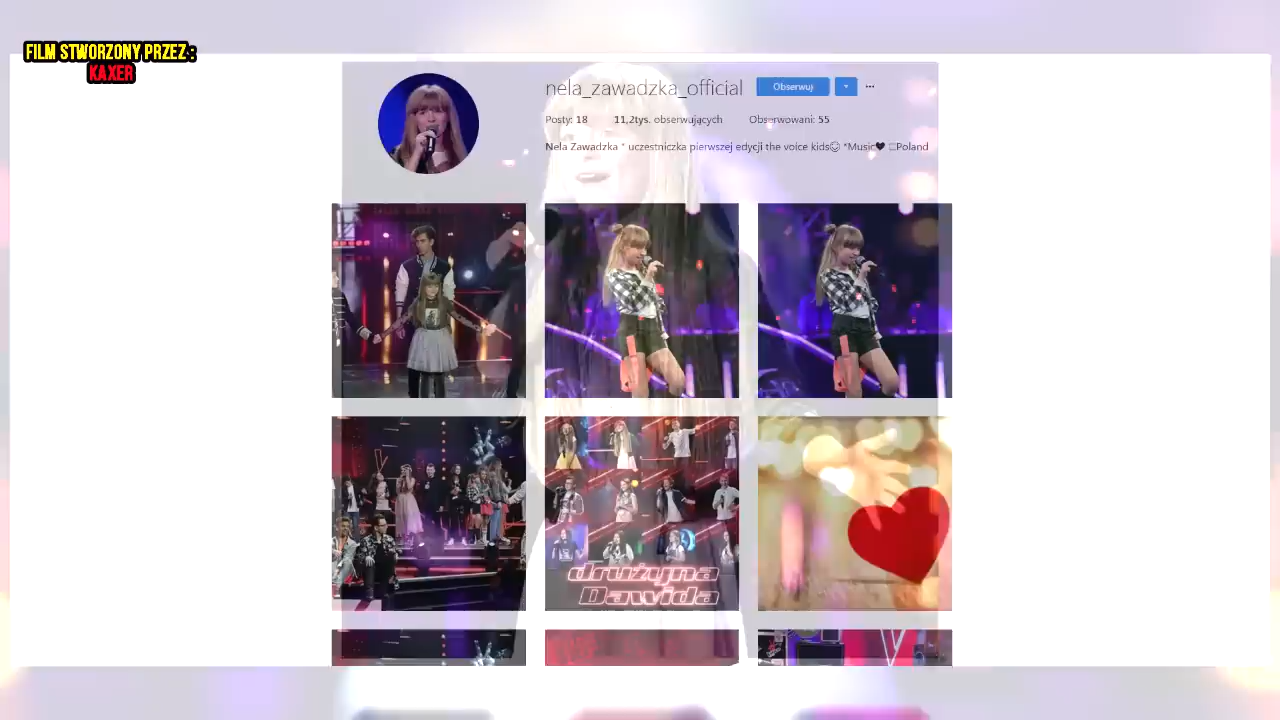 FILM STWORZONY PRZEZ :
KAXER
nela_zawadzka_official
Obserwuj
Posty: 18 11,2tys. obserwujących Obserwowani: 55
Nela Zawadzka * uczestniczka pierwszej edycji the voice kids☺ *Music♥ Poland
drużyna
Dawida